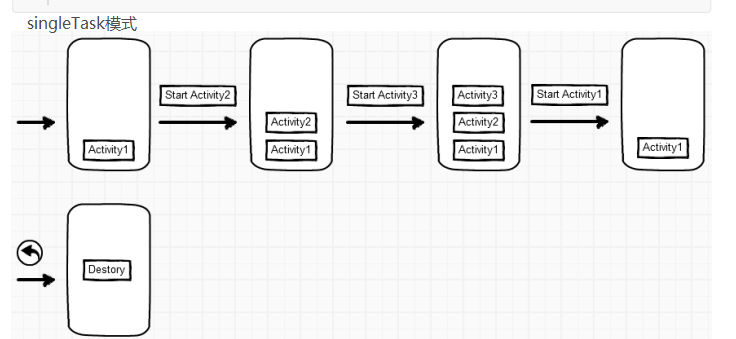 singleTask模式
Start Activity2
Start Activity3
Start Activity1
Activity1
Activity2
Activity1
Activity3
Activity2
Activity1
Activity1
Destory